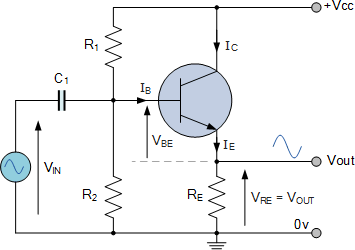 +Vcc
R1
IC
C1
IB
VBE
IE
VIN
Vout
R2
RE
VRE = VOUT
0v